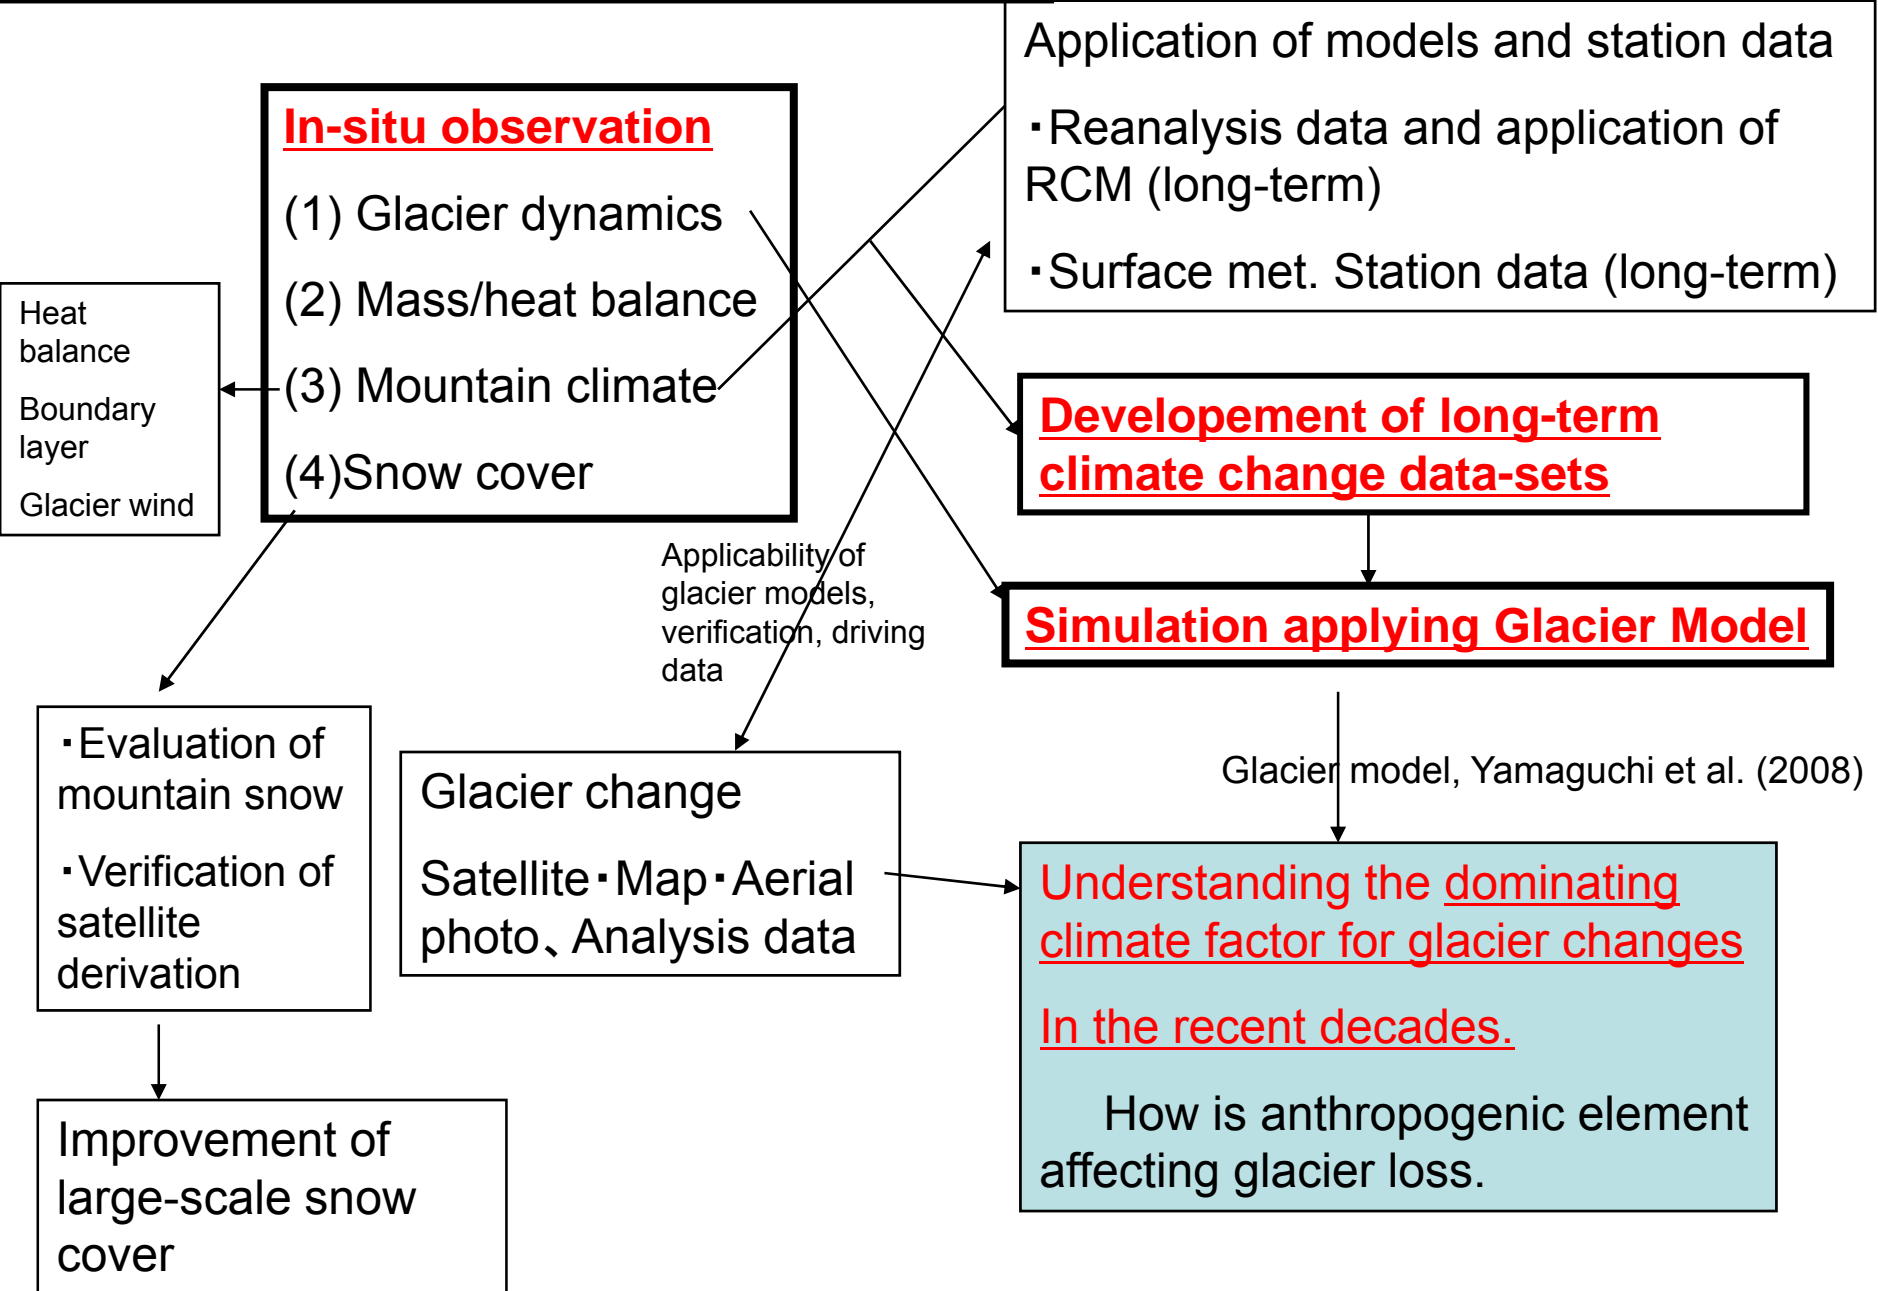 Application of models and station data
・Reanalysis data and application of
RCM (long-term)
・Surface met. Station data (long-term)
In-situ observation
(1) Glacier dynamics
(2) Mass/heat balance
(3) Mountain climate
(4)Snow cover
Heat
balance
Boundary
layer
Glacier wind
Developement of long-term
climate change data-sets
Applicability of
glacier models,
verification, driving
data
Simulation applying Glacier Model
Glacier model, Yamaguchi et al. (2008)
・Evaluation of
mountain snow
・Verification of
satellite
derivation
Glacier change
Satellite・Map・Aerial
photo、Analysis data
Understanding the dominating
climate factor for glacier changes
In the recent decades.
How is anthropogenic element
affecting glacier loss.
Improvement of
large-scale snow
cover